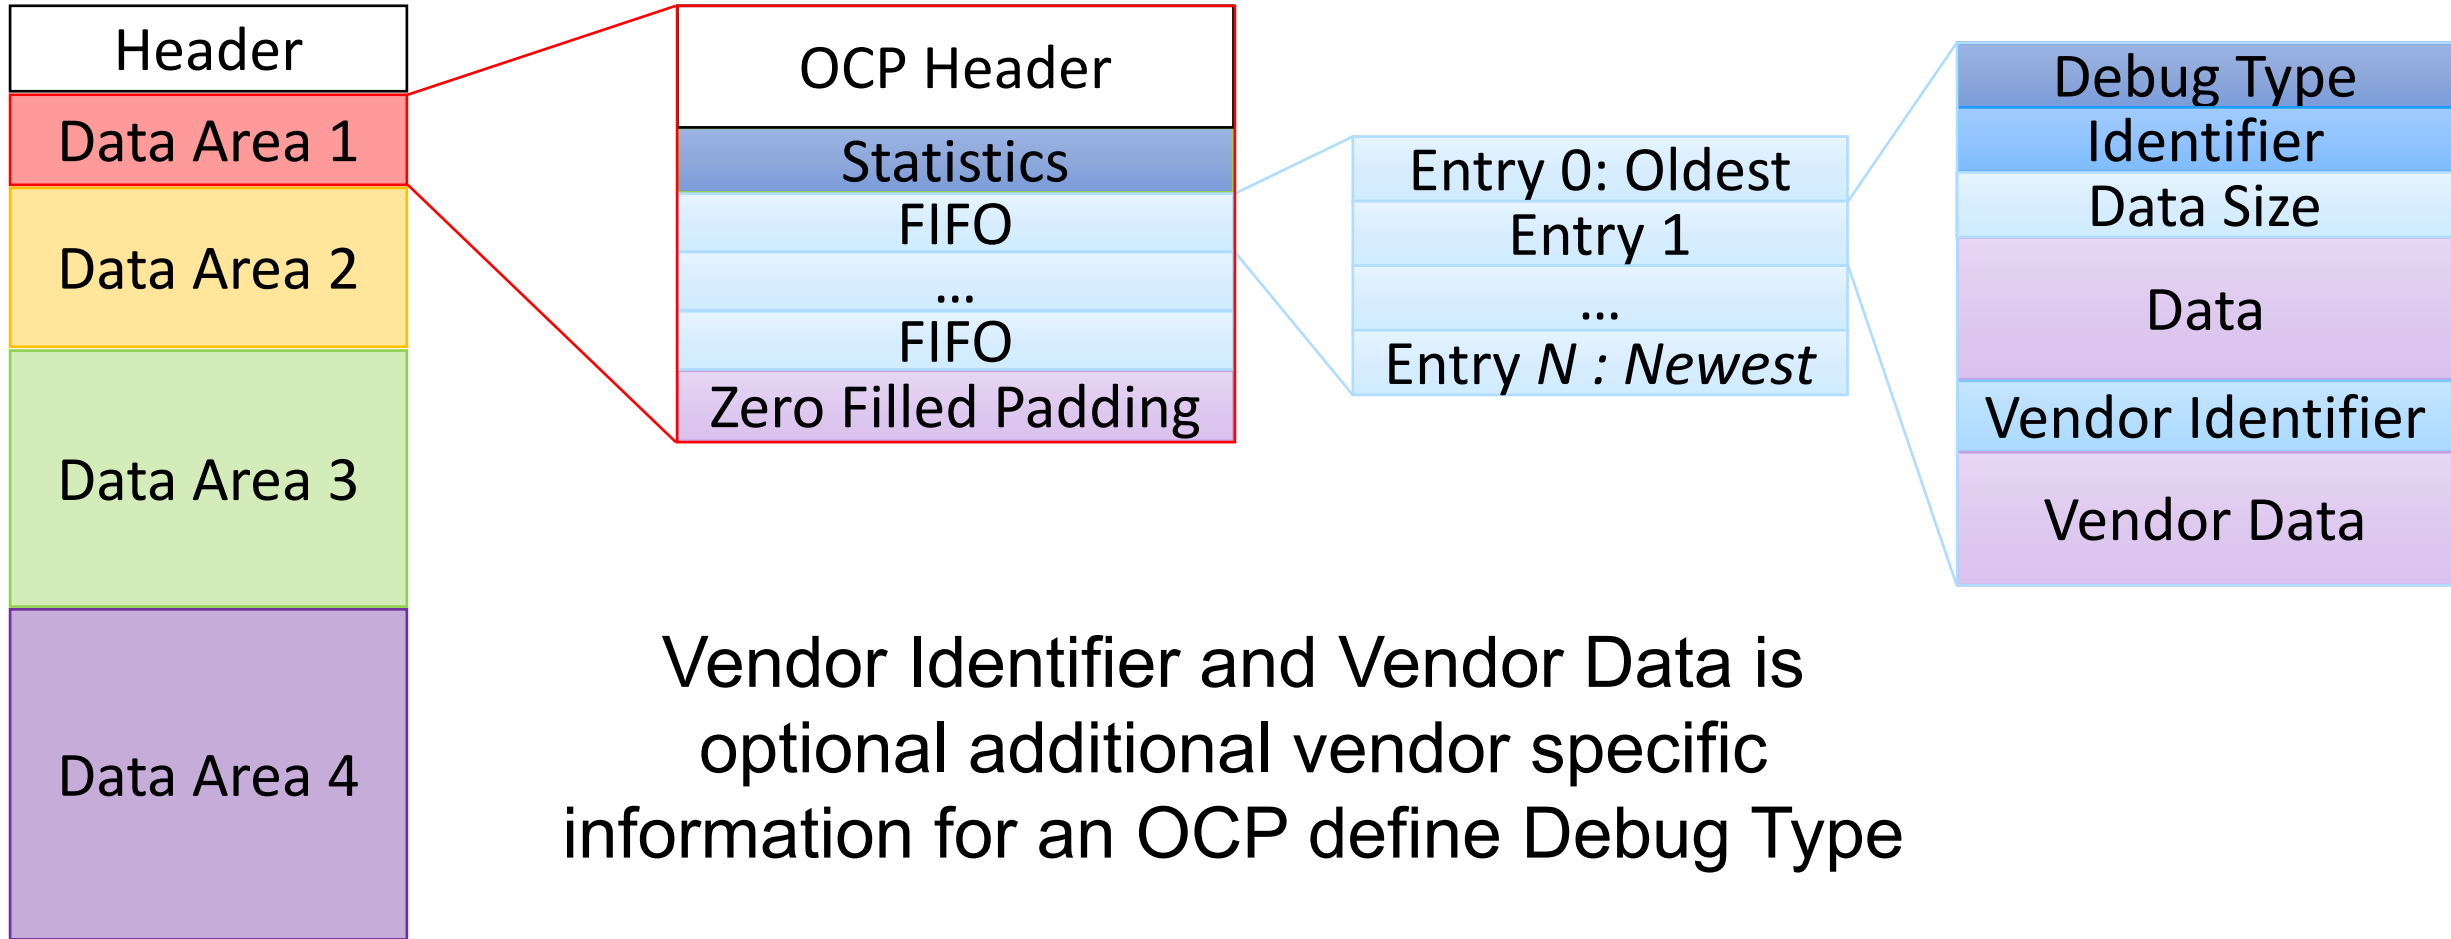 Header
Data Area 1
Data Area 2
Data Area 3
Data Area 4
OCP Header
Statistics
FIFO
...
FIFO
Zero Filled Padding
Entry 0: Oldest
Entry 1
...
Entry N : Newest
Debug Type
Identifier
Data Size
Data
Vendor Identifier
Vendor Data
Vendor Identifier and Vendor Data is
optional additional vendor specific
information for an OCP define Debug Type